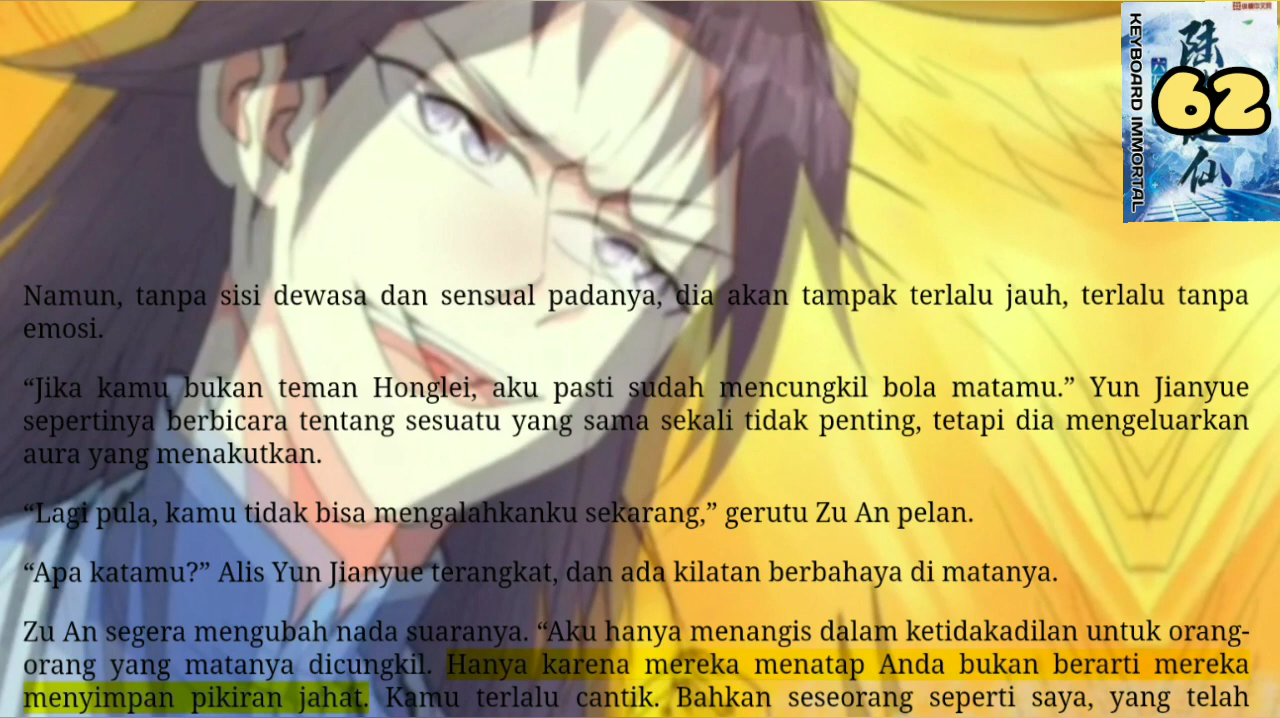 KEYBOARD IMMORTAL
62
Namun, tanpa sisi dewasa dan sensual padanya, dia akan tampak terlalu jauh, terlalu tanpa
emosi.
“Jika kamu bukan teman Honglei, aku pasti sudah mencungkil bola matamu.” Yun Jianyue
sepertinya berbicara tentang sesuatu yang sama sekali tidak penting, tetapi dia mengeluarkan
aura yang menakutkan.
“Lagi pula, kamu tidak bisa mengalahkanku sekarang,” gerutu Zu An pelan.
“Apa katamu?” Alis Yun Jianyue terangkat, dan ada kilatan berbahaya di matanya.
Zu An segera mengubah nada suaranya. “Aku hanya menangis dalam ketidakadilan untuk orang-
orang yang matanya dicungkil. Hanya karena mereka menatap Anda bukan berarti mereka
menyimpan pikiran jahat. Kamu terlalu cantik. Bahkan seseorang seperti saya, yang telah